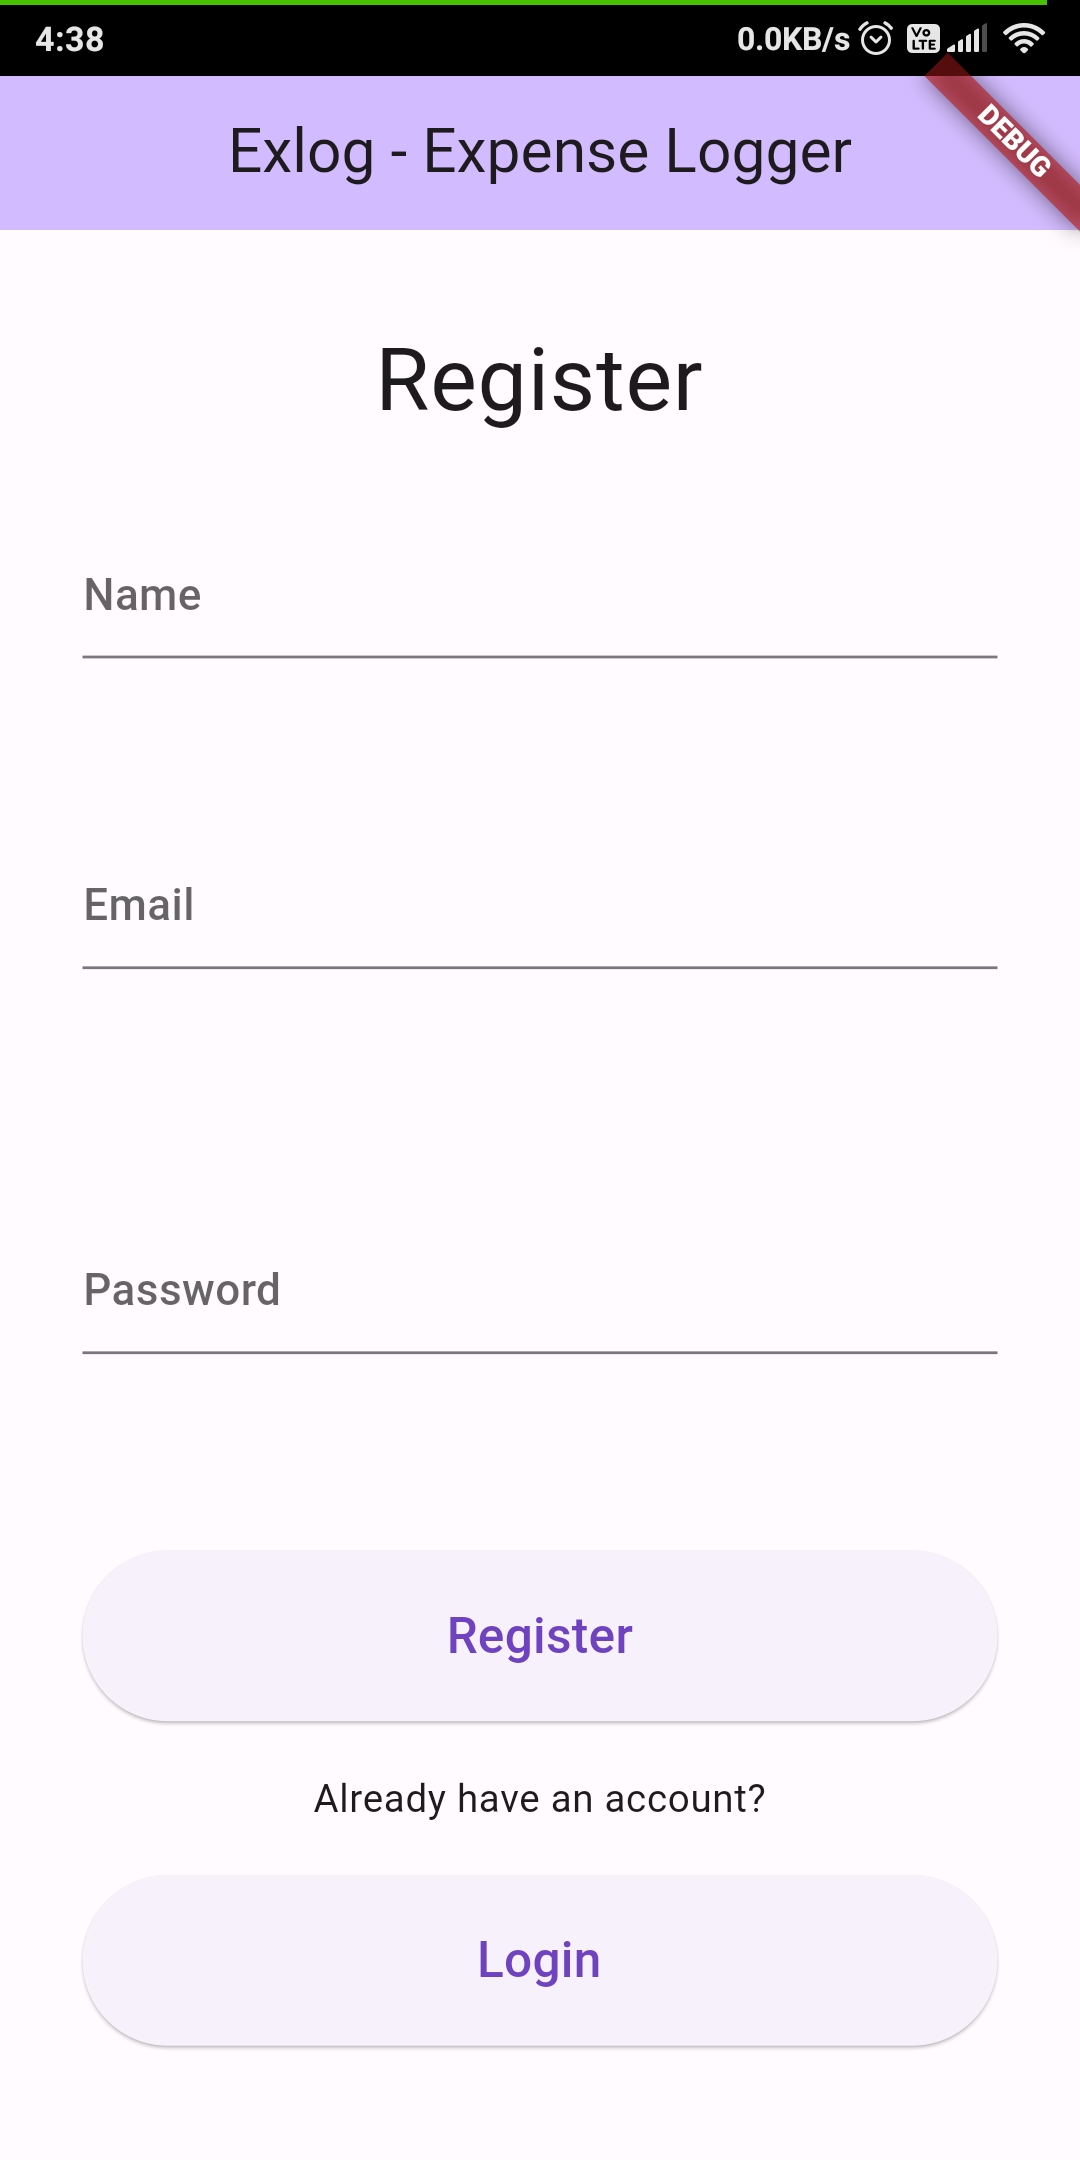 4:38
0.0KB/s
Vo LTE
DEBUG
Exlog - Expense Logger
Register
Name
Email
Password
Register
Already have an account?
Login